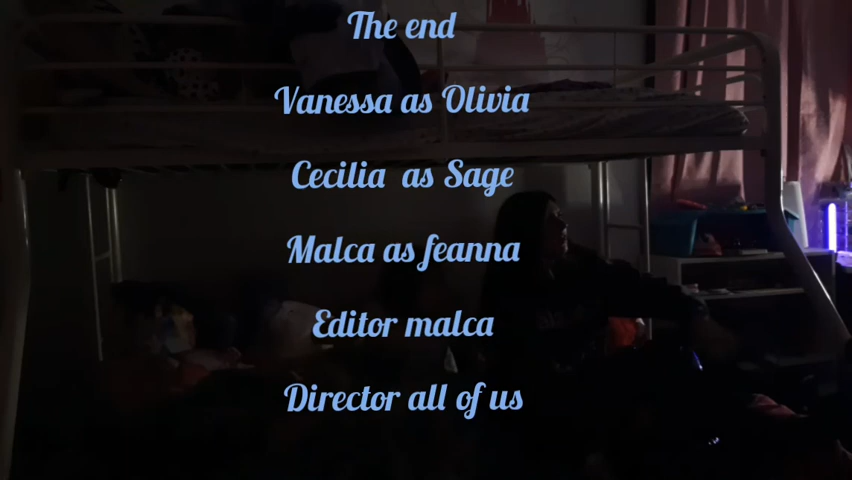 The end
Vanessa as Olivia
Cecilia as Sage
Malca as feanna
Editor malca
Director all of us